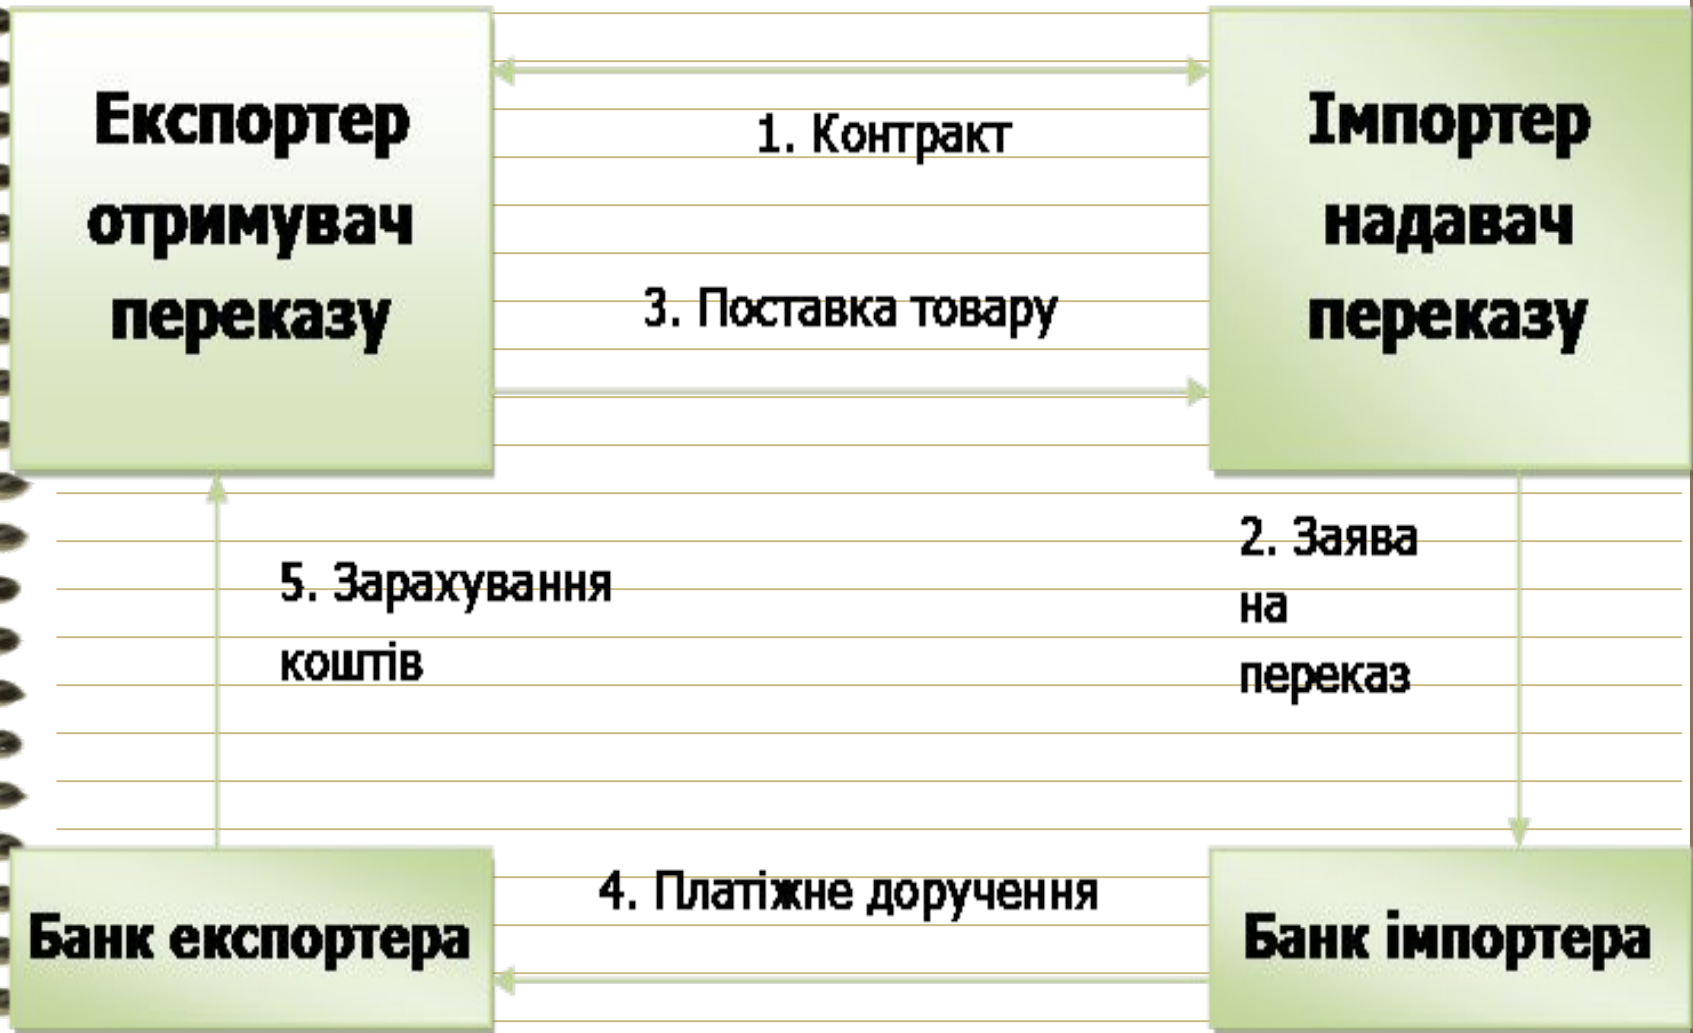 Експортер
отримувач
переказу
1. Контракт
3. Поставка товару
Імпортер
надавач
переказу
5. Зарахування
коштів
2. Заява
на
переказ
Банк експортера
4. Платіжне доручення
Банк імпортера